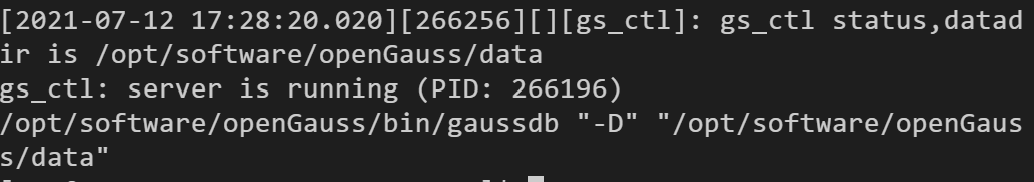 [2021-07-12 17:28:20.020][266256][][gs_ctl]: gs_ctl status,datad
ir is /opt/software/openGauss/data
gs_ctl: server is running (PID: 266196)
/opt/software/openGauss/bin/gaussdb "-D" "/opt/software/openGaus
s/data"